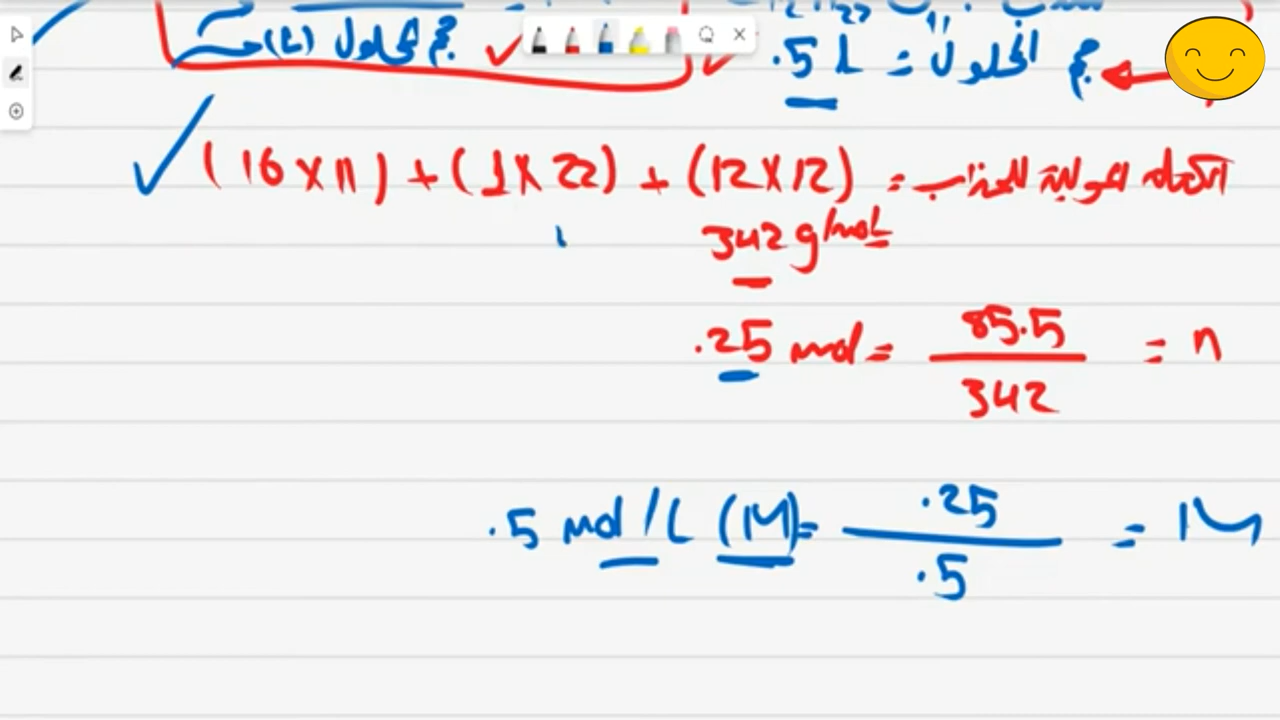 حجم المحلول (L)
حجم المحلول = .5 L
الكتلة المولية للمذاب = (12 X 12) + (1 X 22) + (16 X 11)
342 g/mol
n = 85.5 / 342 = .25 mol
M = .25 / .5 = .5 mol / L (M)